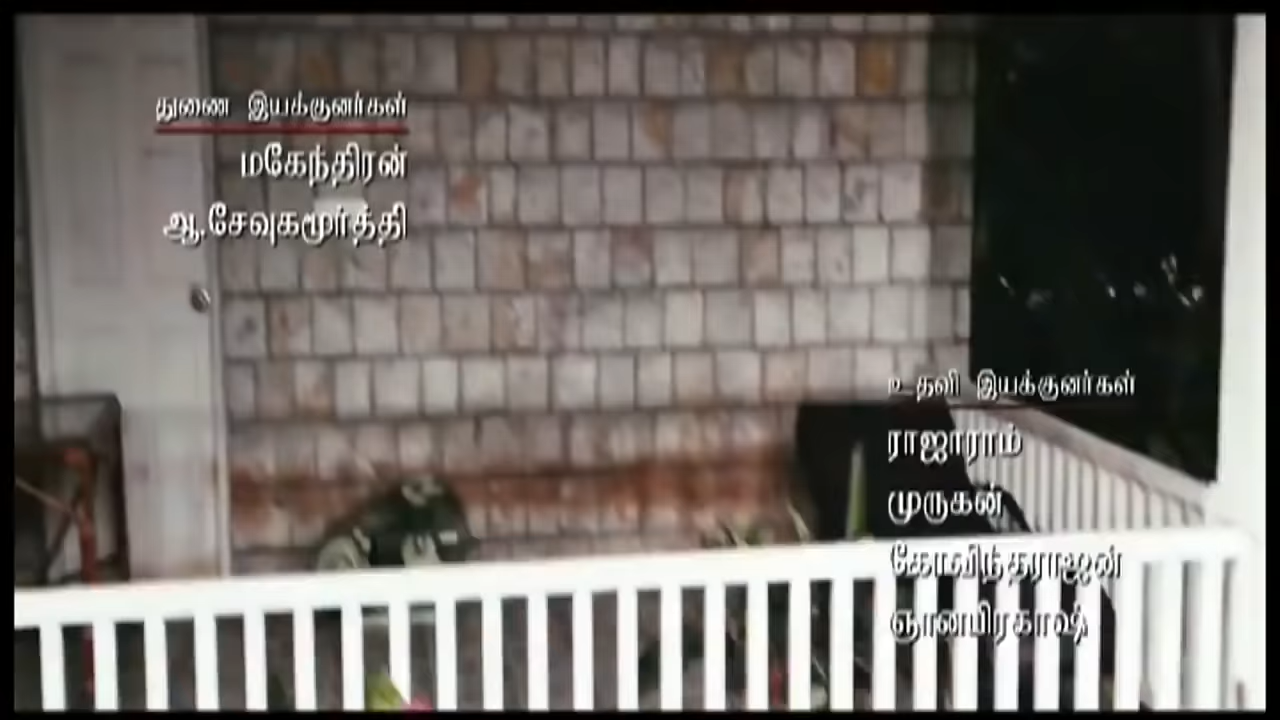 துணை இயக்குனர்கள்
மகேந்திரன்
ஆ.சேவுகமூர்த்தி
உதவி இயக்குனர்கள்
ராஜாராம்
முருகன்
கோவிந்தராஜன்
ஞானபிரகாஷ்